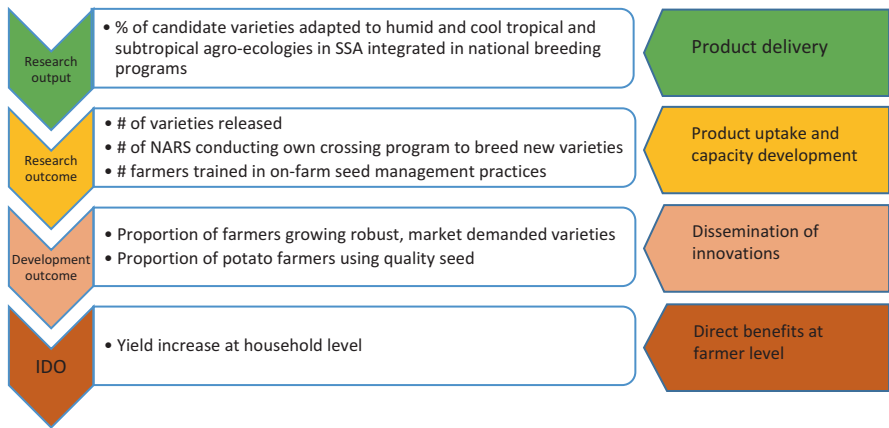 Research
output
• % of candidate varieties adapted to humid and cool tropical and
subtropical agro-ecologies in SSA integrated in national breeding
programs
Product delivery
Research
outcome
• # of varieties released
• # of NARS conducting own crossing program to breed new varieties
• # farmers trained in on-farm seed management practices
Product uptake and
capacity development
Development
outcome
• Proportion of farmers growing robust, market demanded varieties
• Proportion of potato farmers using quality seed
Dissemination of
innovations
IDO
• Yield increase at household level
Direct benefits at
farmer level